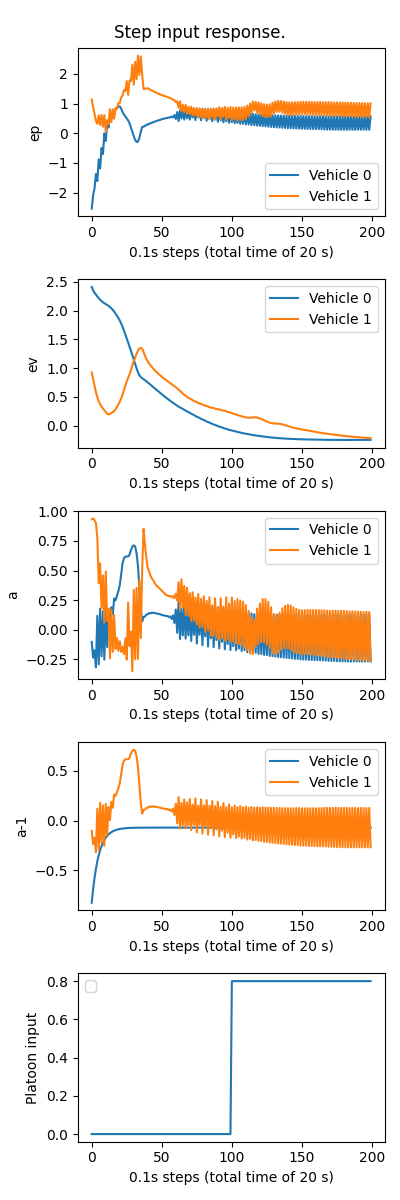 Step input response.
2
1
0
−1
−2
ep
Vehicle 0
Vehicle 1
0 50 100 150 200
0.1s steps (total time of 20 s)
2.5
2.0
1.5
1.0
0.5
0.0
ev
Vehicle 0
Vehicle 1
0 50 100 150 200
0.1s steps (total time of 20 s)
1.00
0.75
0.50
0.25
0.00
−0.25
a
Vehicle 0
Vehicle 1
0 50 100 150 200
0.1s steps (total time of 20 s)
0.5
0.0
−0.5
a-1
Vehicle 0
Vehicle 1
0 50 100 150 200
0.1s steps (total time of 20 s)
0.8
0.6
0.4
0.2
0.0
Platoon input
0 50 100 150 200
0.1s steps (total time of 20 s)